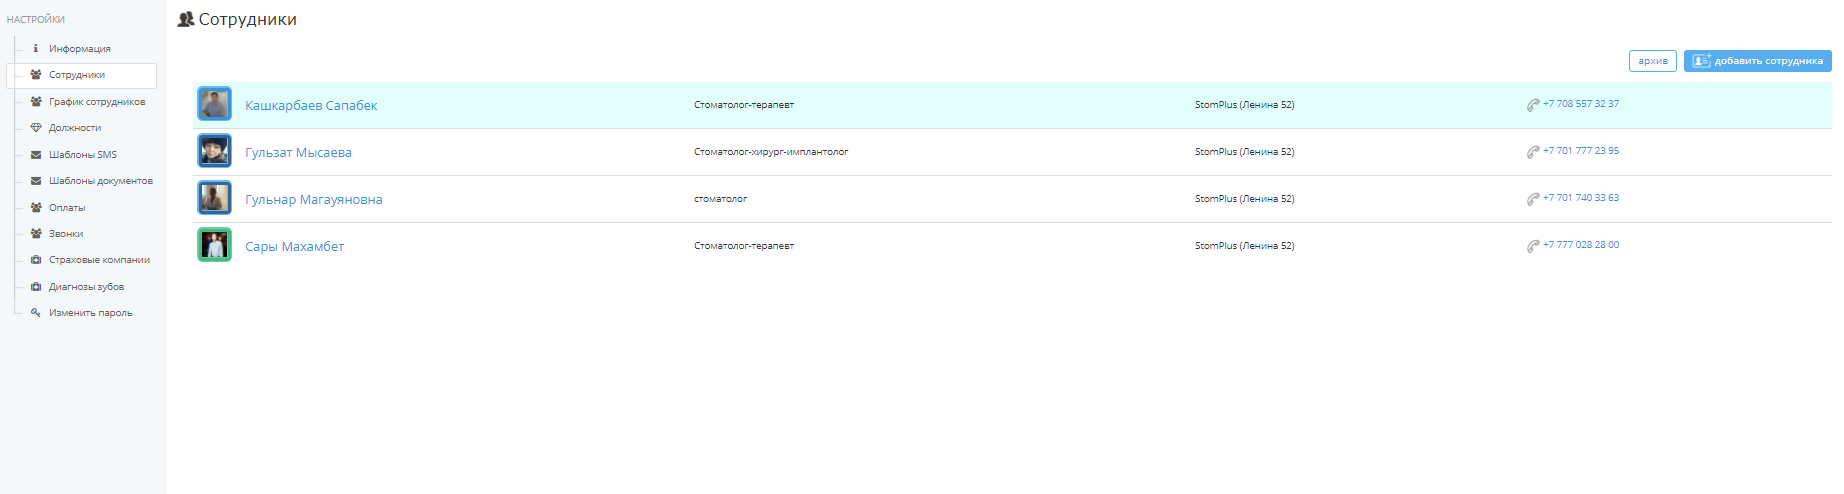 НАСТРОЙКИ
Информация
Сотрудники
График сотрудников
Должности
Шаблоны SMS
Шаблоны документов
Оплаты
Звонки
Страховые компании
Диагнозы зубов
Изменить пароль
Сотрудники
архив
добавить сотрудника
Кашкарбаев Сапабек Стоматолог-терапевт StomPlus (Ленина 52) +7 708 557 32 37
Гульзат Мысаева Стоматолог-хирург-имплантолог StomPlus (Ленина 52) +7 701 777 23 95
Гульнар Магауяновна стоматолог StomPlus (Ленина 52) +7 701 740 33 63
Сары Махамбет Стоматолог-терапевт StomPlus (Ленина 52) +7 777 028 28 00